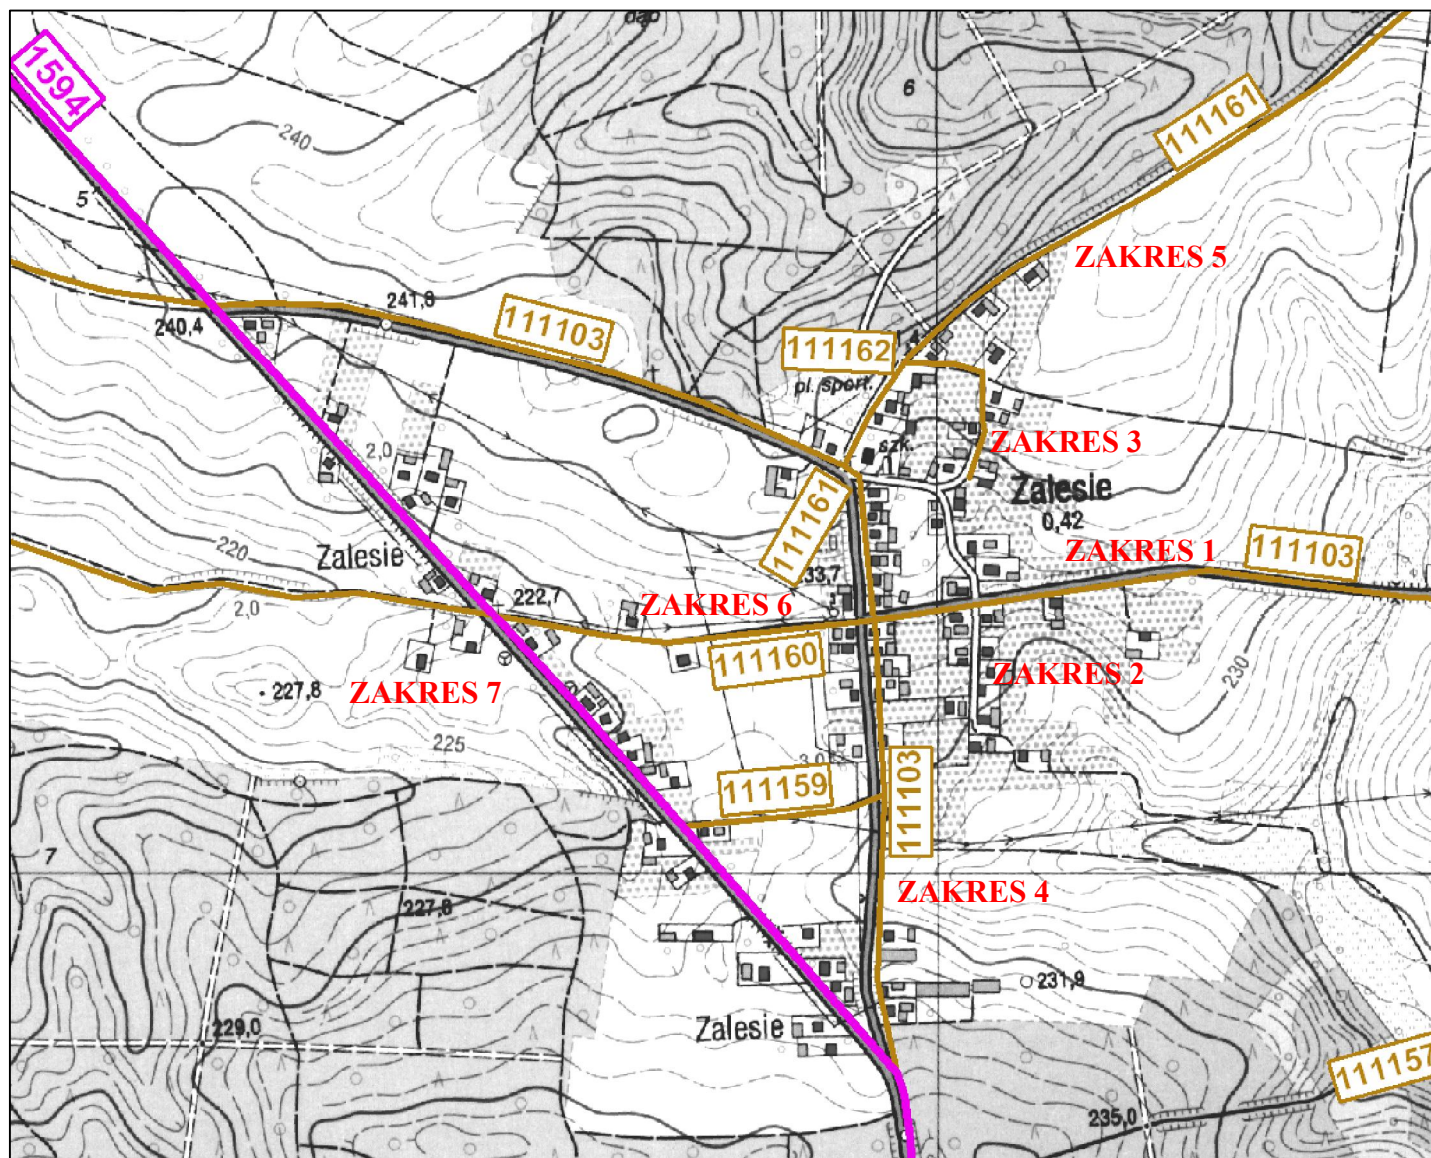 1594
6
111161
240
5
ZAKRES 5
241,8
240,4
111103
111162
pl. sport.
2,0
szk.
ZAKRES 3
Zalesie
0,42
111161
220
Zalesie
ZAKRES 1
111103
33,7
222,7
ZAKRES 6
2,0
111160
ZAKRES 2
230
227,8
ZAKRES 7
225
3,0
111159
111103
7
ZAKRES 4
227,8
231,9
229,0
Zalesie
111157
235,0